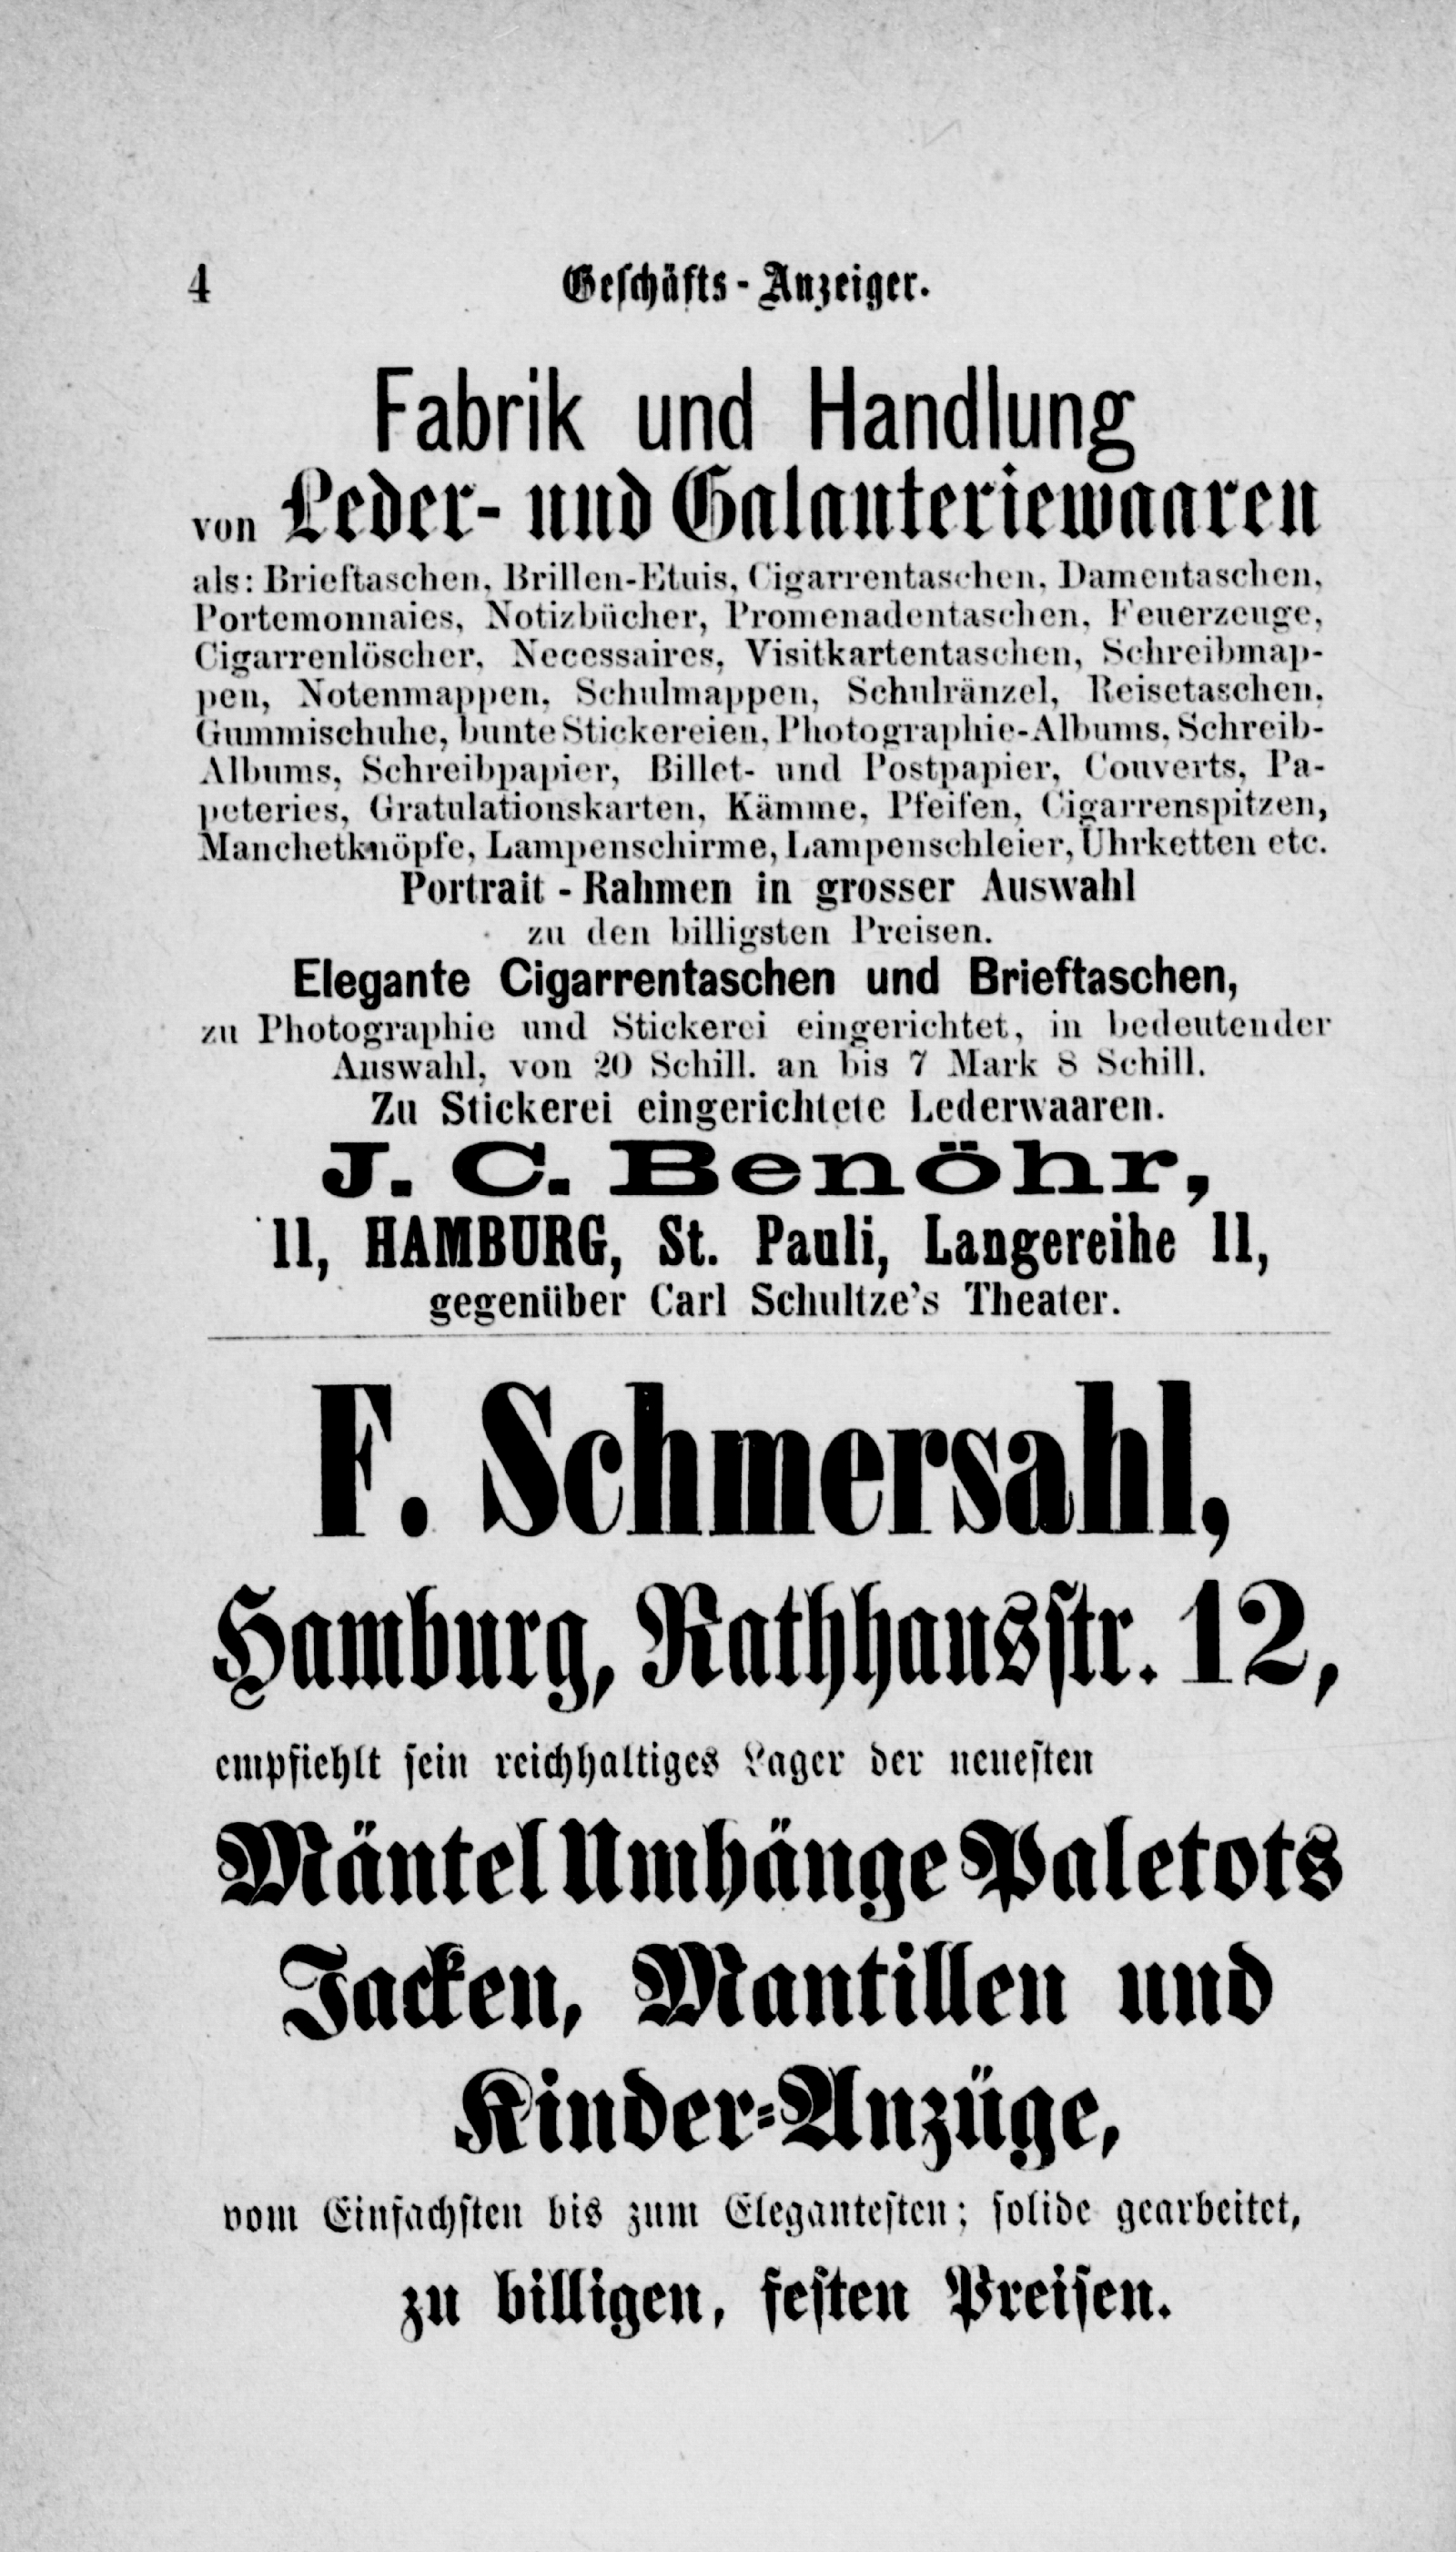 4
Geschäfts-Anzeiger.
Fabrik und Handlung
von Leder- und Galanteriewaaren
als: Brieftaschen, Brillen-Etuis, Cigarrentaschen, Damentaschen,
Portemonnaies, Notizbücher, Promenadentaschen, Feuerzeuge,
Cigarrenlöscher, Necessaires, Visitkartentaschen, Schreibmap-
pen, Notenmappen, Schulmappen, Schulränzel, Reisetaschen,
Gummischuhe, bunte Stickereien, Photographie-Albums, Schreib-
Albums, Schreibpapier, Billet- und Postpapier, Couverts, Pa-
peteries, Gratulationskarten, Kämme, Pfeifen, Cigarrenspitzen,
Manchetknöpfe, Lampenschirme, Lampenschleier, Uhrketten etc.
Portrait-Rahmen in grosser Auswahl
zu den billigsten Preisen.
Elegante Cigarrentaschen und Brieftaschen,
zu Photographie und Stickerei eingerichtet, in bedeutender
Auswahl, von 20 Schill. an bis 7 Mark 8 Schill.
Zu Stickerei eingerichtete Lederwaaren.
J. C. Benöhr,
11, HAMBURG, St. Pauli, Langereihe 11,
gegenüber Carl Schultze's Theater.
F. Schmersahl,
Hamburg, Rathhausstr. 12,
empfiehlt sein reichhaltiges Lager der neuesten
Mäntel Umhänge Paletots
Jacken, Mantillen und
Kinder-Anzüge,
vom Einfachsten bis zum Elegantesten; solide gearbeitet,
zu billigen, festen Preisen.